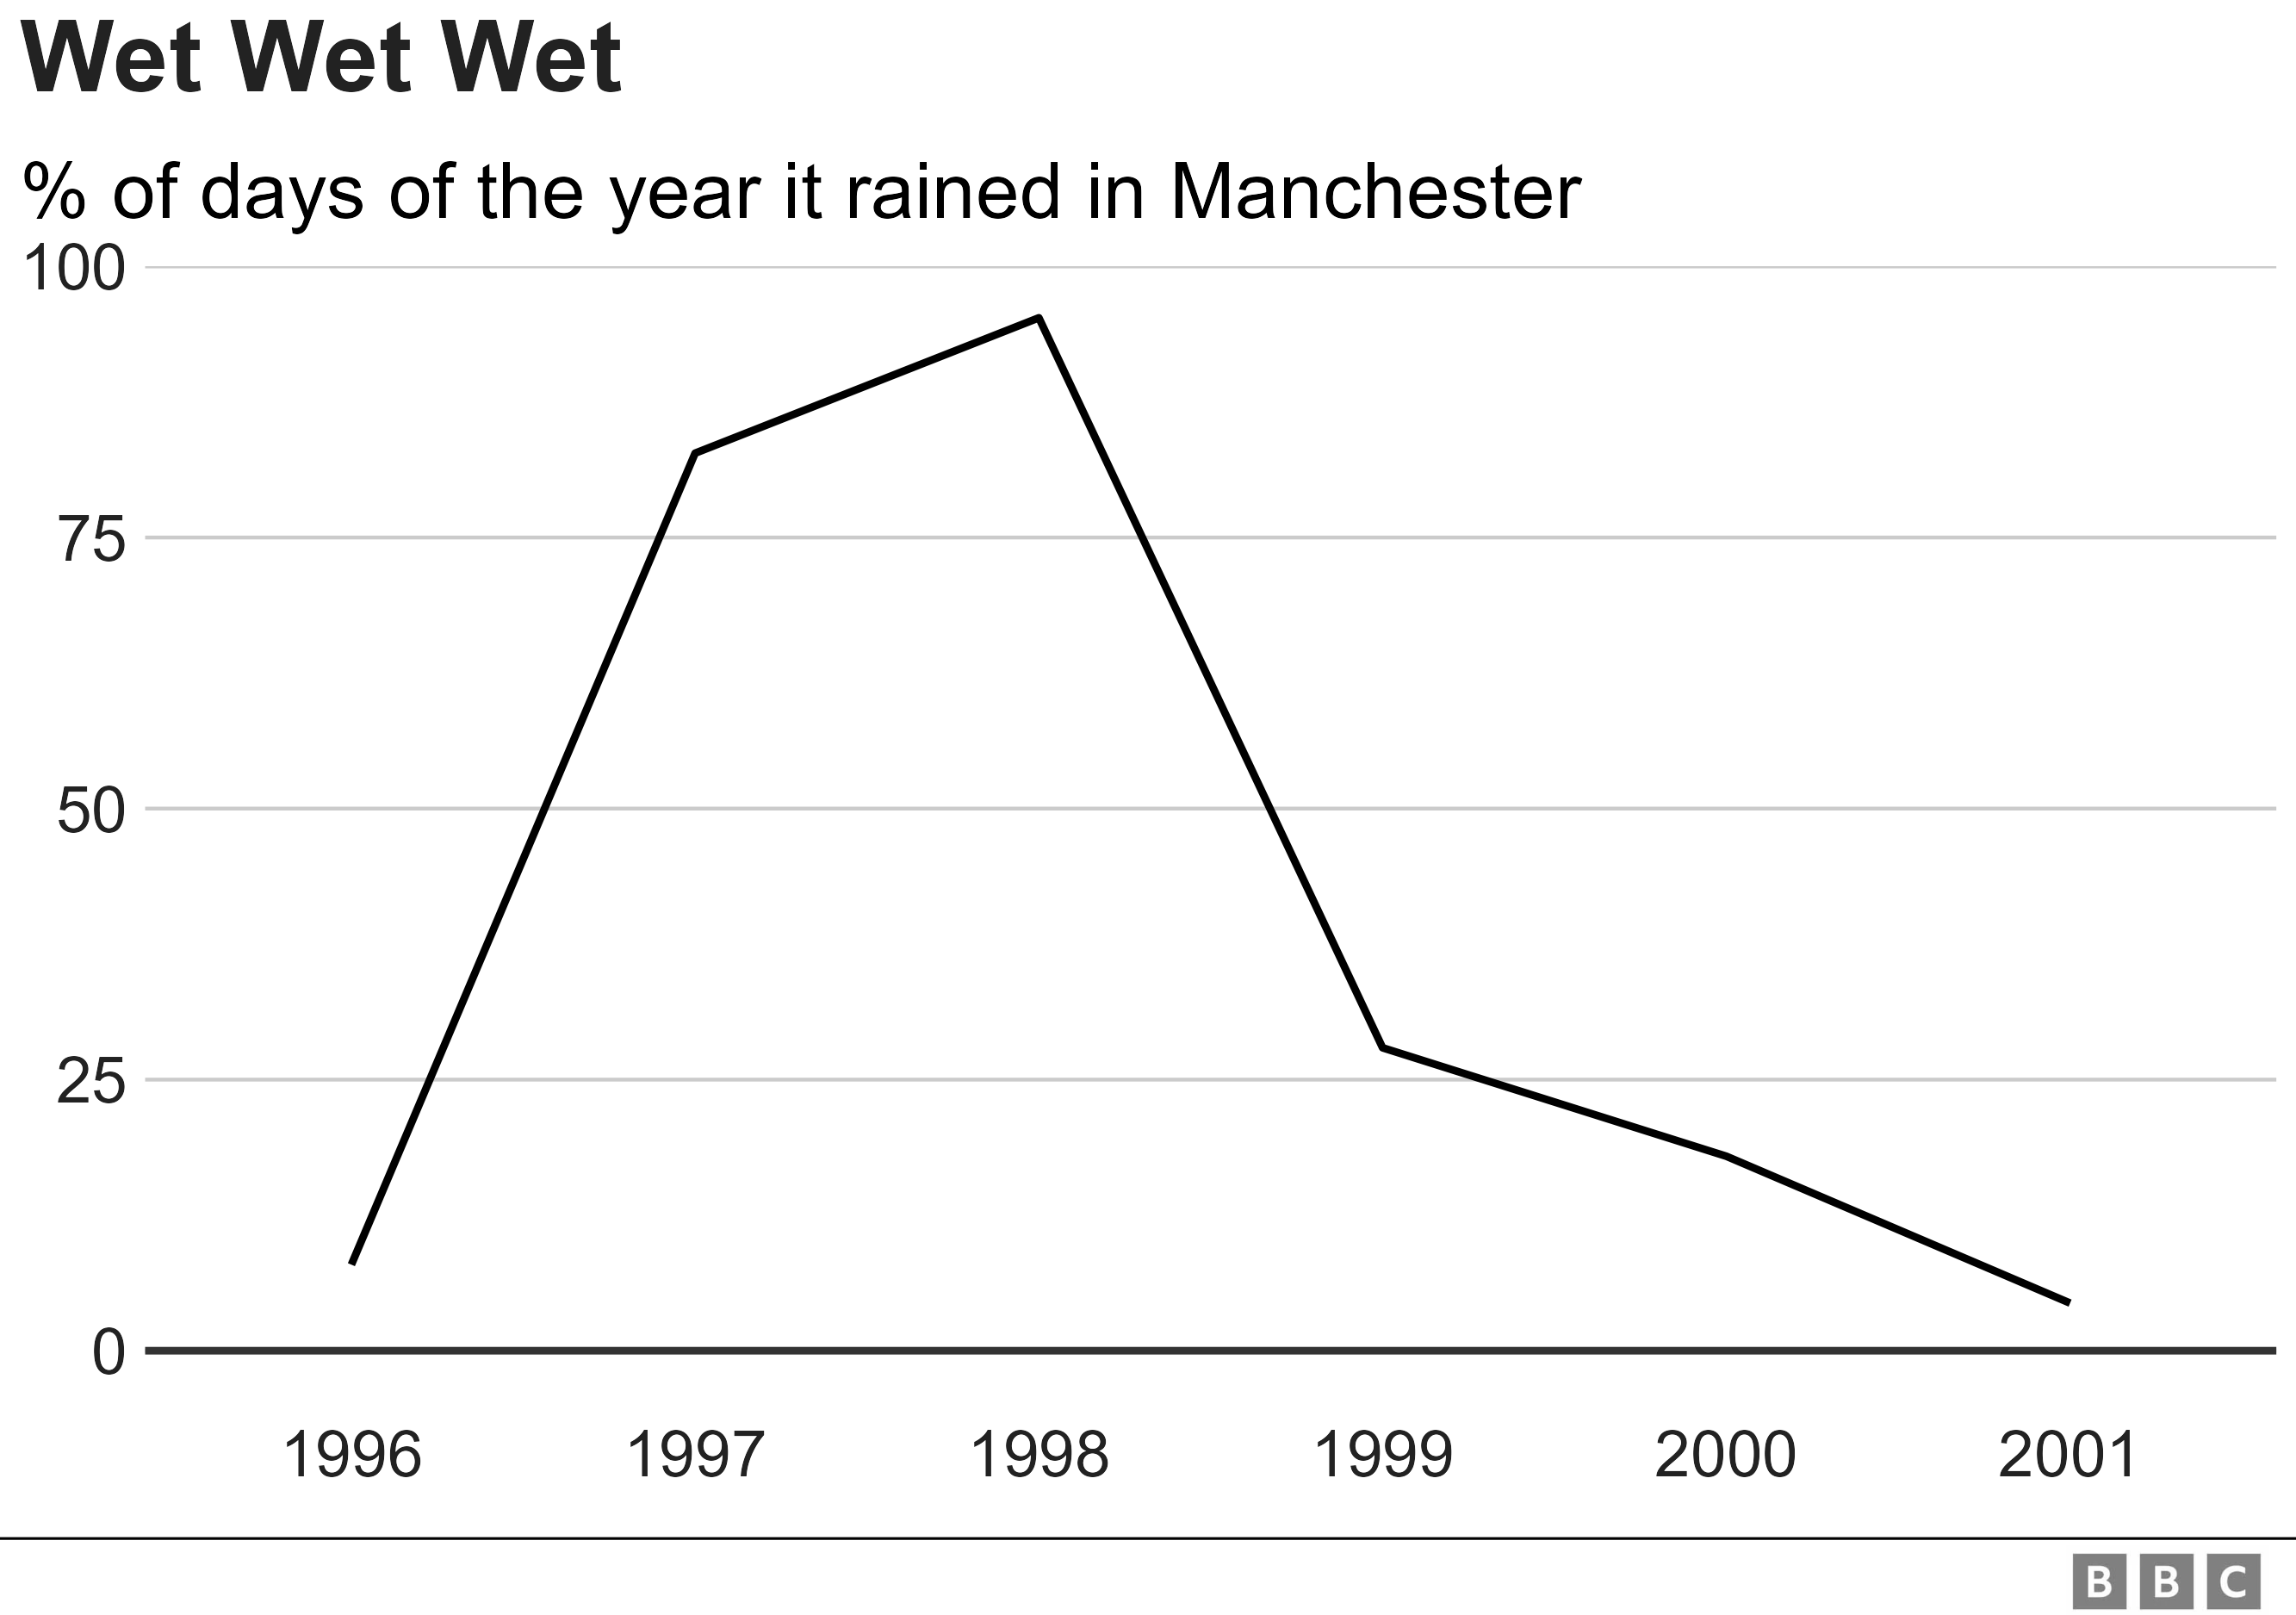 Wet Wet Wet
% of days of the year it rained in Manchester
100
75
50
25
0
1996 1997 1998 1999 2000 2001
BBC